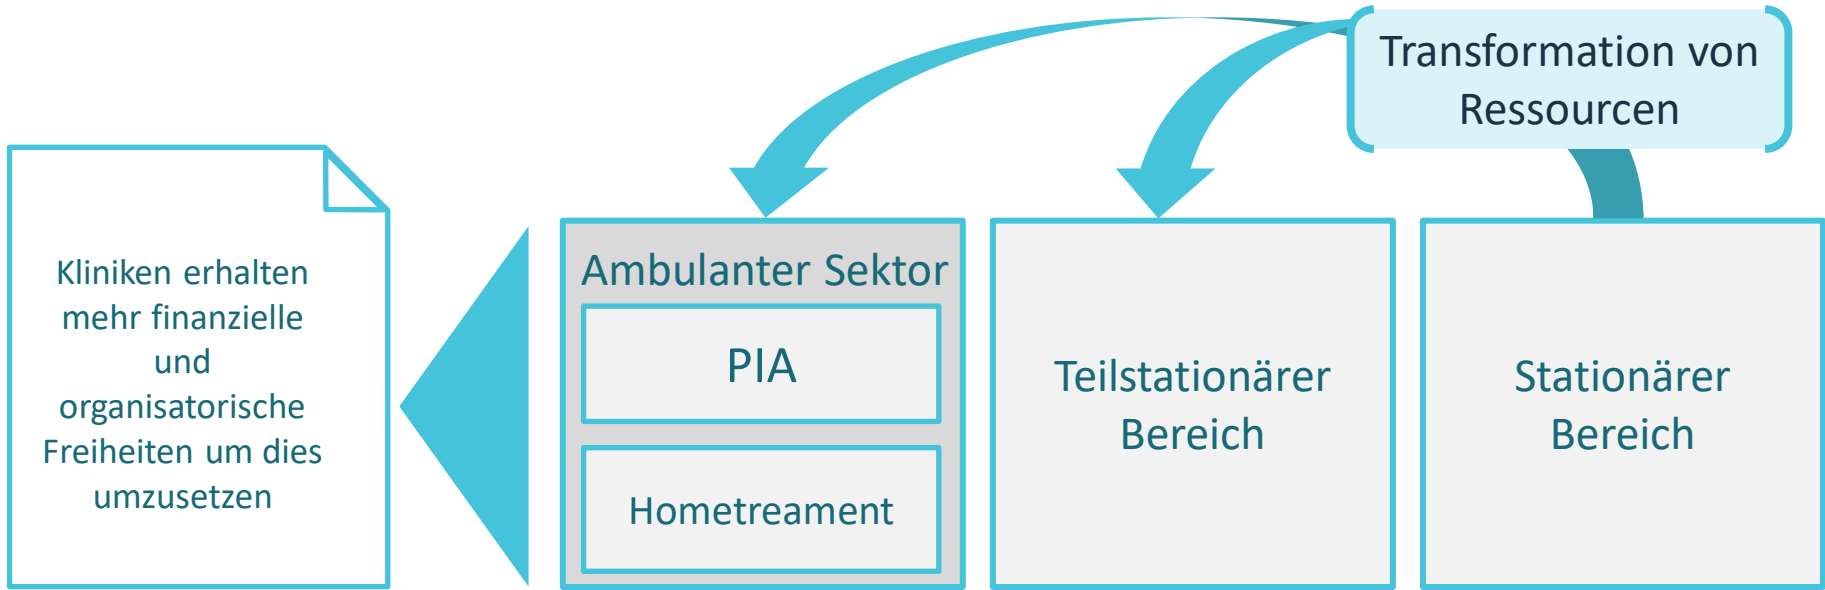 Transformation von
Ressourcen
Kliniken erhalten
mehr finanzielle
und
organisatorische
Freiheiten um dies
umzusetzen
Ambulanter Sektor
PIA
Hometreament
Teilstationärer
Bereich
Stationärer
Bereich